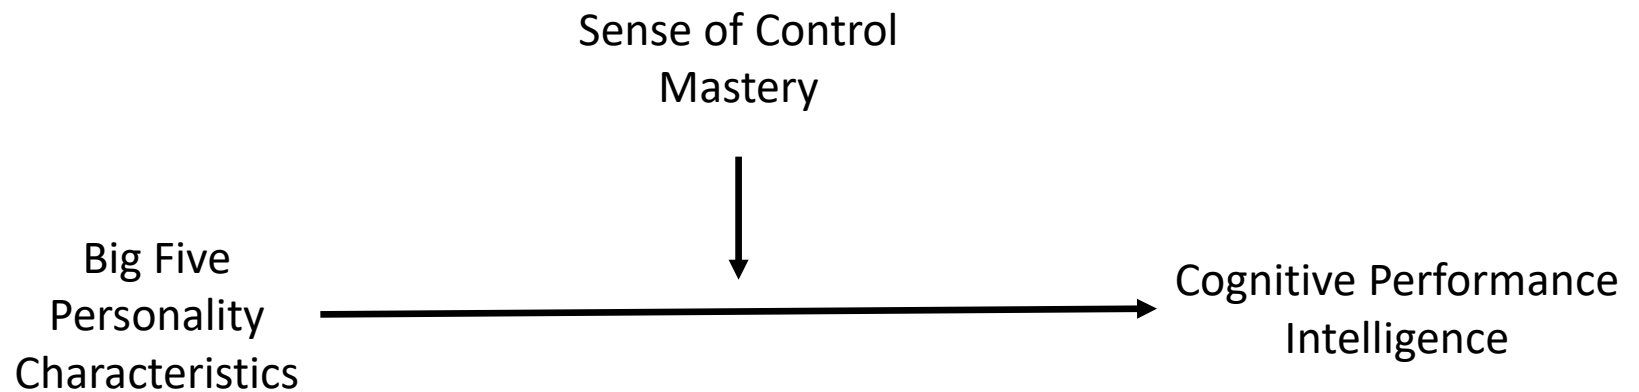 Sense of Control
Mastery
Big Five
Personality
Characteristics
Cognitive Performance
Intelligence